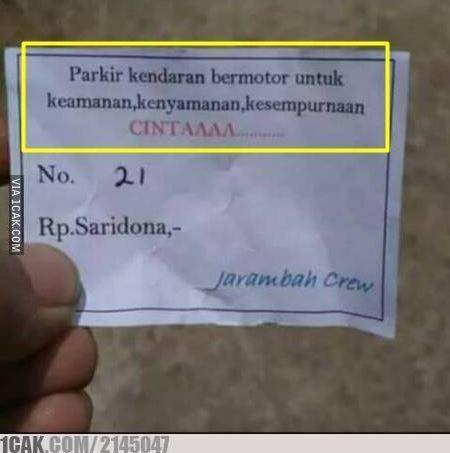 Parkir kendaran bermotor untuk
keamanan,kenyamanan,kesempurnaan
CINTAAAA...........
No. 21
Rp.Saridona,-
Jarambah Crew
VIA 1CAK.COM/
1CAK.COM/2145047